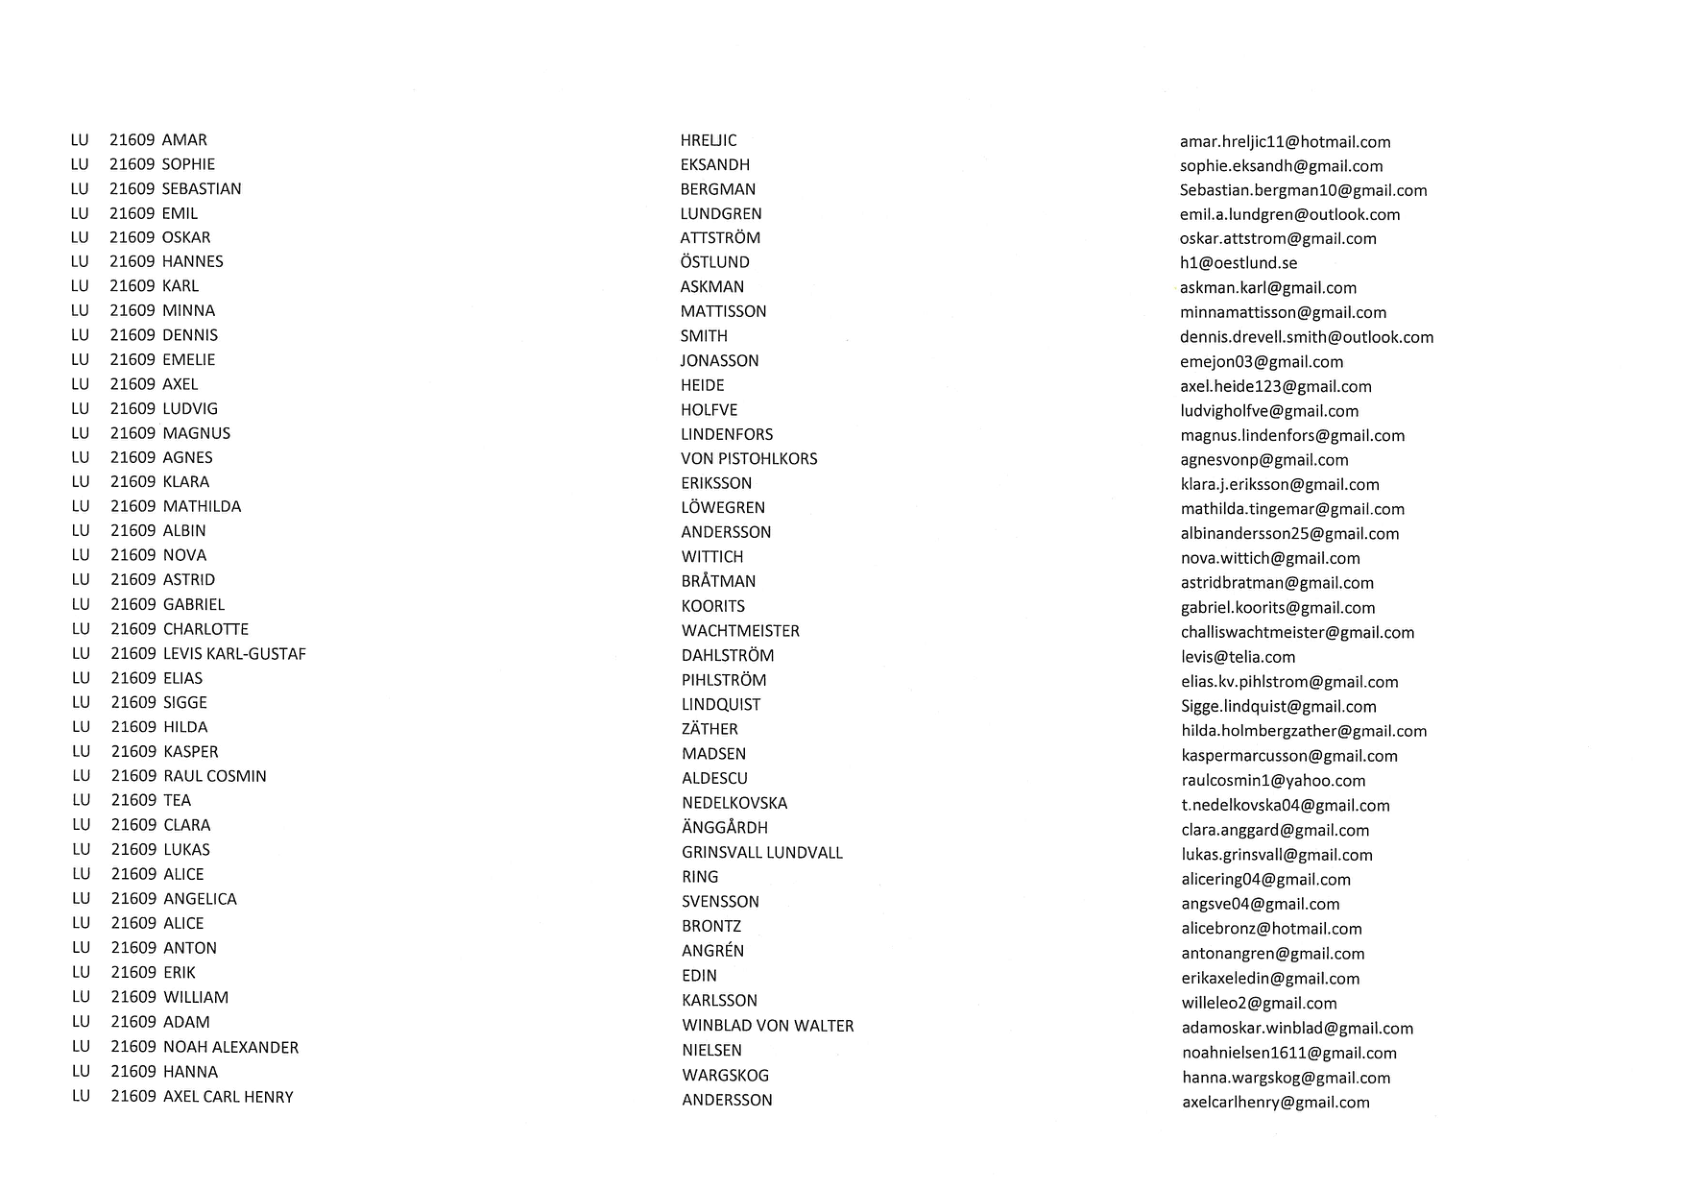 LU 21609 AMAR HRELJIC amar.hreljic11@hotmail.com
LU 21609 SOPHIE EKSANDH sophie.eksandh@gmail.com
LU 21609 SEBASTIAN BERGMAN Sebastian.bergman10@gmail.com
LU 21609 EMIL LUNDGREN emil.a.lundgren@outlook.com
LU 21609 OSKAR ATTSTRÖM oskar.attstrom@gmail.com
LU 21609 HANNES ÖSTLUND h1@oestlund.se
LU 21609 KARL ASKMAN askman.karl@gmail.com
LU 21609 MINNA MATTISSON minnamattisson@gmail.com
LU 21609 DENNIS SMITH dennis.drevell.smith@outlook.com
LU 21609 EMELIE JONASSON emejon03@gmail.com
LU 21609 AXEL HEIDE axel.heide123@gmail.com
LU 21609 LUDVIG HOLFVE ludvigholfve@gmail.com
LU 21609 MAGNUS LINDENFORS magnus.lindenfors@gmail.com
LU 21609 AGNES VON PISTOHLKORS agnesvonp@gmail.com
LU 21609 KLARA ERIKSSON klara.j.eriksson@gmail.com
LU 21609 MATHILDA LÖWEGREN mathilda.tingemar@gmail.com
LU 21609 ALBIN ANDERSSON albinandersson25@gmail.com
LU 21609 NOVA WITTICH nova.wittich@gmail.com
LU 21609 ASTRID BRÅTMAN astridbratman@gmail.com
LU 21609 GABRIEL KOORITS gabriel.koorits@gmail.com
LU 21609 CHARLOTTE WACHTMEISTER challiswachtmeister@gmail.com
LU 21609 LEVIS KARL-GUSTAF DAHLSTRÖM levis@telia.com
LU 21609 ELIAS PIHLSTRÖM elias.kv.pihlstrom@gmail.com
LU 21609 SIGGE LINDQUIST Sigge.lindquist@gmail.com
LU 21609 HILDA ZÄTHER hilda.holmbergzather@gmail.com
LU 21609 KASPER MADSEN kaspermarcusson@gmail.com
LU 21609 RAUL COSMIN ALDESCU raulcosmin1@yahoo.com
LU 21609 TEA NEDELKOVSKA t.nedelkovska04@gmail.com
LU 21609 CLARA ÄNGGÅRDH clara.anggard@gmail.com
LU 21609 LUKAS GRINSVALL LUNDVALL lukas.grinsvall@gmail.com
LU 21609 ALICE RING alicering04@gmail.com
LU 21609 ANGELICA SVENSSON angsve04@gmail.com
LU 21609 ALICE BRONTZ alicebronz@hotmail.com
LU 21609 ANTON ANGRÉN antonangren@gmail.com
LU 21609 ERIK EDIN erikaxeledin@gmail.com
LU 21609 WILLIAM KARLSSON willeleo2@gmail.com
LU 21609 ADAM WINBLAD VON WALTER adamoskar.winblad@gmail.com
LU 21609 NOAH ALEXANDER NIELSEN noahnielsen1611@gmail.com
LU 21609 HANNA WARGSKOG hanna.wargskog@gmail.com
LU 21609 AXEL CARL HENRY ANDERSSON axelcarlhenry@gmail.com